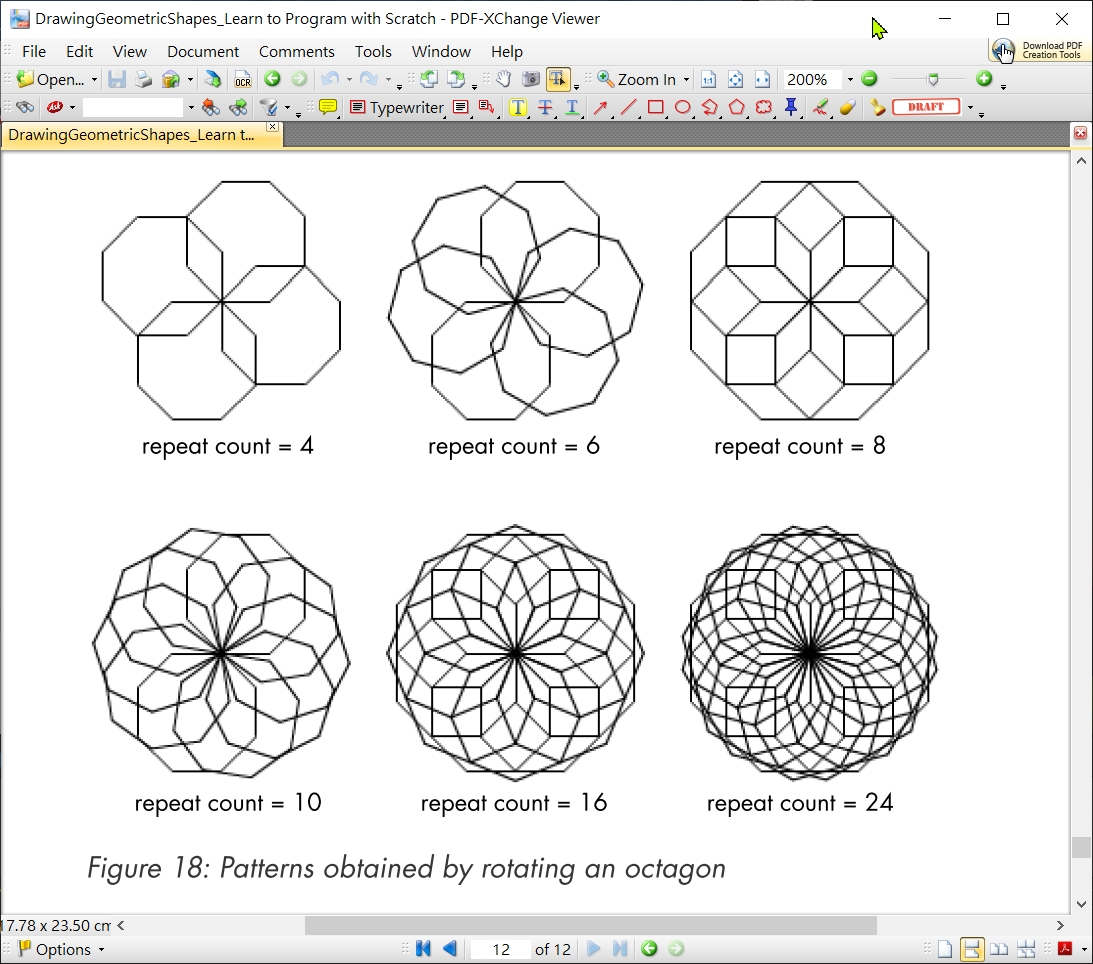 DrawingGeometricShapes_Learn to Program with Scratch - PDF-XChange Viewer
File Edit View Document Comments Tools Window Help
Download PDF
Creation Tools
Open... OCR Zoom In 1:1 200%
Typewriter T T T DRAFT
DrawingGeometricShapes_Learn t...
repeat count = 4
repeat count = 6
repeat count = 8
repeat count = 10
repeat count = 16
repeat count = 24
Figure 18: Patterns obtained by rotating an octagon
17.78 x 23.50 cm
Options 12 of 12